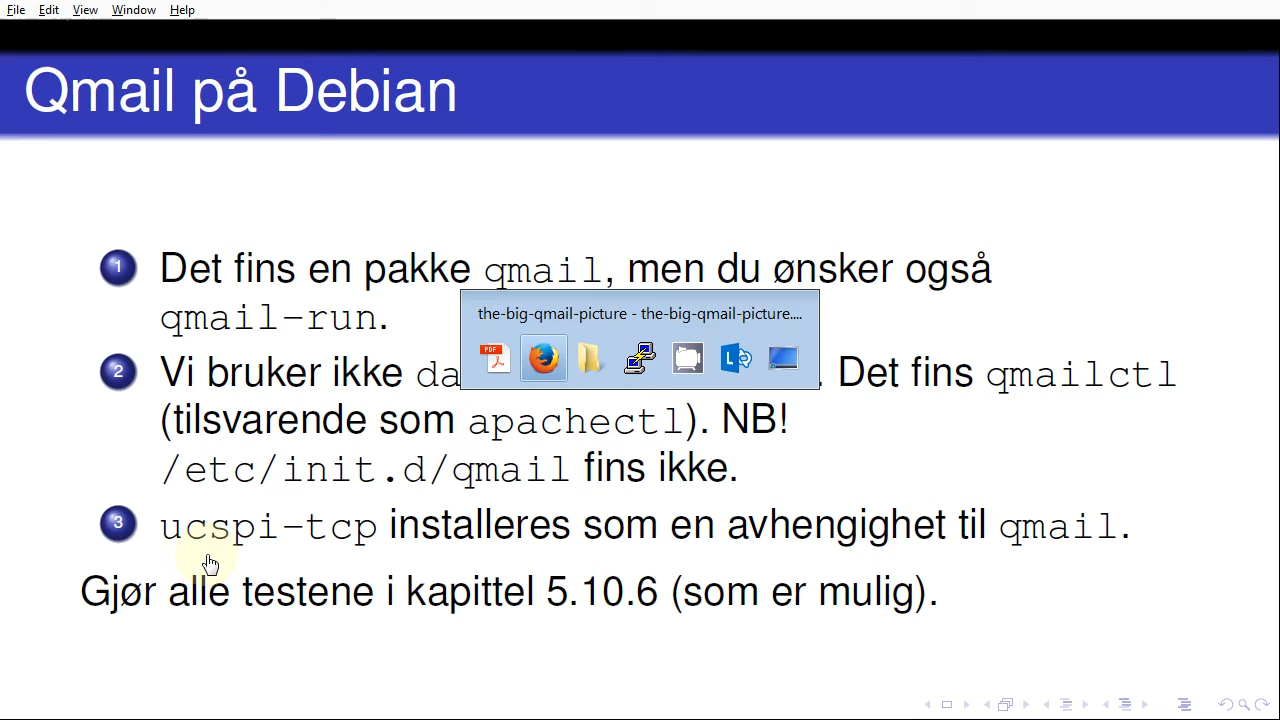 File Edit View Window Help
Qmail på Debian
1 Det fins en pakke qmail, men du ønsker også
qmail-run.
the-big-qmail-picture - the-big-qmail-picture....
2 Vi bruker ikke da . Det fins qmailctl
(tilsvarende som apachectl). NB!
/etc/init.d/qmail fins ikke.
3 ucspi-tcp installeres som en avhengighet til qmail.
Gjør alle testene i kapittel 5.10.6 (som er mulig).